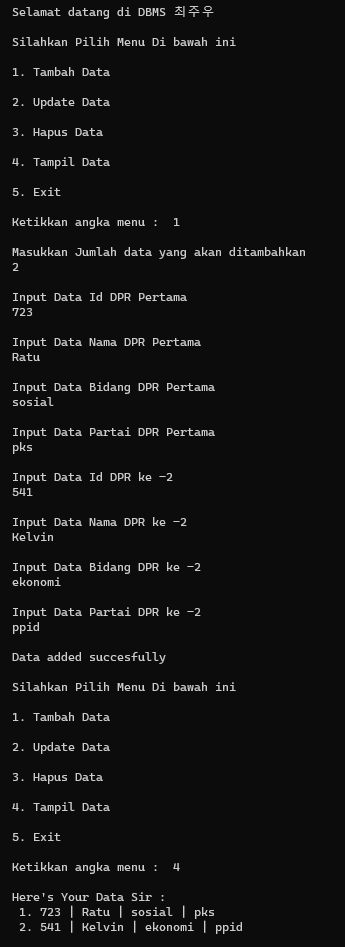 Selamat datang di DBMS 최주우
Silahkan Pilih Menu Di bawah ini
1. Tambah Data
2. Update Data
3. Hapus Data
4. Tampil Data
5. Exit
Ketikkan angka menu :  1
Masukkan Jumlah data yang akan ditambahkan
2
Input Data Id DPR Pertama
723
Input Data Nama DPR Pertama
Ratu
Input Data Bidang DPR Pertama
sosial
Input Data Partai DPR Pertama
pks
Input Data Id DPR ke -2
541
Input Data Nama DPR ke -2
Kelvin
Input Data Bidang DPR ke -2
ekonomi
Input Data Partai DPR ke -2
ppid
Data added succesfully
Silahkan Pilih Menu Di bawah ini
1. Tambah Data
2. Update Data
3. Hapus Data
4. Tampil Data
5. Exit
Ketikkan angka menu :  4
Here's Your Data Sir :
1. 723 | Ratu | sosial | pks
2. 541 | Kelvin | ekonomi | ppid